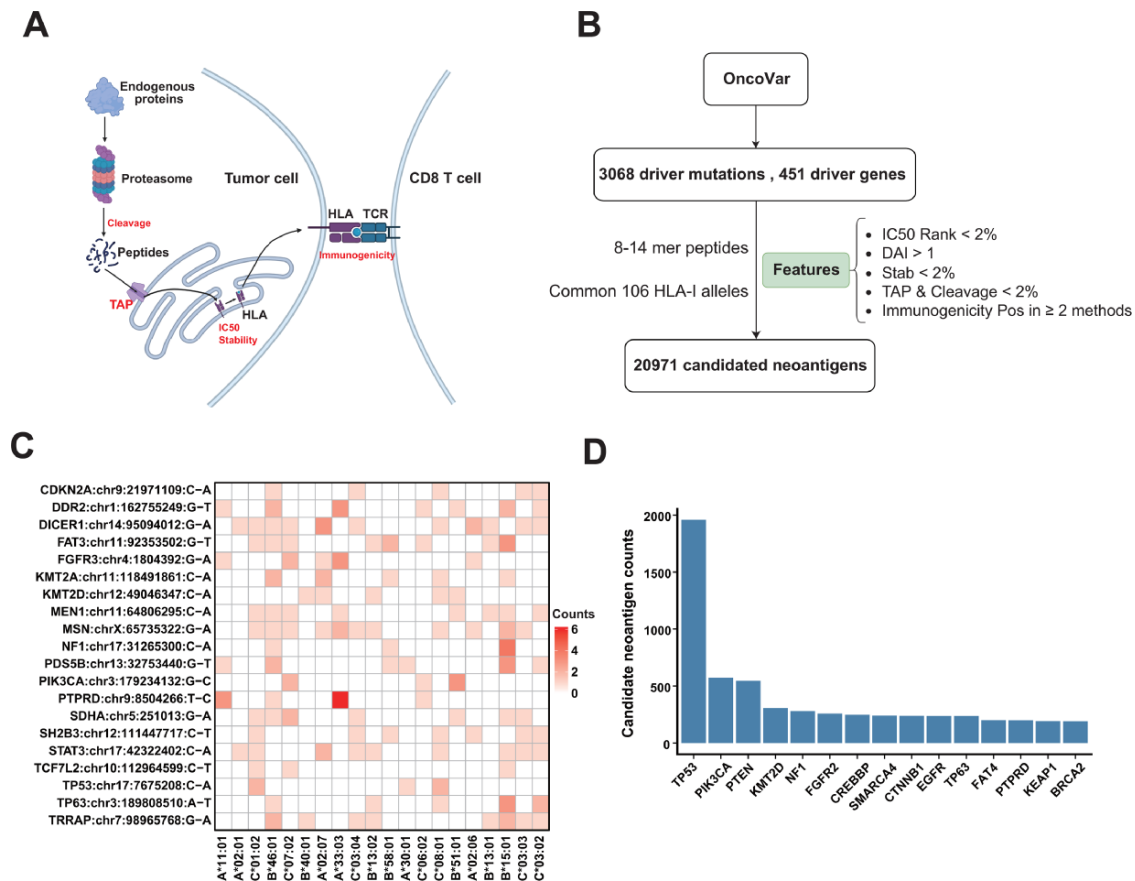 A
Endogenous
proteins
Proteasome
Cleavage
Peptides
TAP
IC50
Stability
HLA
Tumor cell
HLA TCR
Immunogenicity
CD8 T cell
B
OncoVar
3068 driver mutations , 451 driver genes
8-14 mer peptides
Common 106 HLA-I alleles
Features
• IC50 Rank < 2%
• DAI > 1
• Stab < 2%
• TAP & Cleavage < 2%
• Immunogenicity Pos in ≥ 2 methods
20971 candidated neoantigens
C
CDKN2A:chr9:21971109:C−A
DDR2:chr1:162755249:G−T
DICER1:chr14:95094012:G−A
FAT3:chr11:92353502:G−T
FGFR3:chr4:1804392:G−A
KMT2A:chr11:118491861:C−A
KMT2D:chr12:49046347:C−A
MEN1:chr11:64806295:C−A
MSN:chrX:65735322:G−A
NF1:chr17:31265300:C−A
PDS5B:chr13:32753440:G−T
PIK3CA:chr3:179234132:G−C
PTPRD:chr9:8504266:T−C
SDHA:chr5:251013:G−A
SH2B3:chr12:111447717:C−T
STAT3:chr17:42322402:C−A
TCF7L2:chr10:112964599:C−T
TP53:chr17:7675208:C−A
TP63:chr3:189808510:A−T
TRRAP:chr7:98965768:G−A
A*11:01
A*02:01
C*01:02
B*46:01
C*07:02
B*40:01
A*02:07
A*33:03
C*03:04
B*13:02
B*58:01
A*30:01
C*06:02
C*08:01
B*51:01
A*02:06
B*13:01
B*15:01
C*03:03
C*03:02
Counts
6
4
2
0
D
Candidate neoantigen counts
2000
1500
1000
500
0
TP53
PIK3CA
PTEN
KMT2D
NF1
FGFR2
CREBBP
SMARCA4
CTNNB1
EGFR
TP63
FAT4
PTPRD
KEAP1
BRCA2